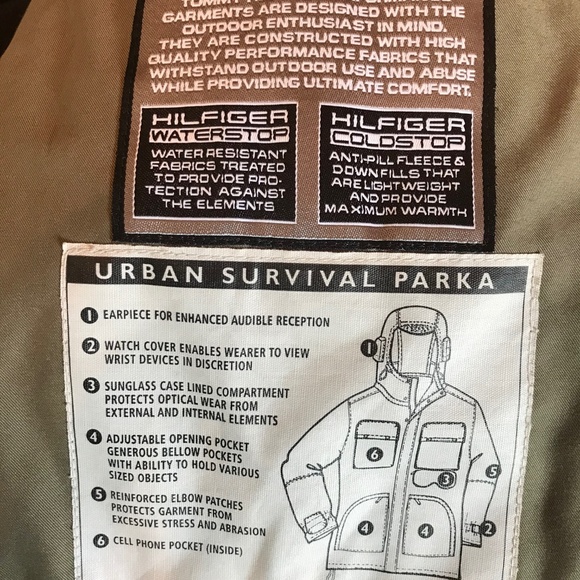 TOMMY
GARMENTS ARE DESIGNED WITH THE
OUTDOOR ENTHUSIAST IN MIND.
THEY ARE CONSTRUCTED WITH HIGH
QUALITY PERFORMANCE FABRICS THAT
WITHSTAND OUTDOOR USE AND ABUSE
WHILE PROVIDING ULTIMATE COMFORT.
HILFIGER
WATERSTOP
WATER RESISTANT
FABRICS TREATED
TO PROVIDE PRO-
TECTION AGAINST
THE ELEMENTS
HILFIGER
COLDSTOP
ANTI-PILL FLEECE &
DOWN FILLS THAT
ARE LIGHT WEIGHT
AND PROVIDE
MAXIMUM WARMTH
URBAN SURVIVAL PARKA
1 EARPIECE FOR ENHANCED AUDIBLE RECEPTION
2 WATCH COVER ENABLES WEARER TO VIEW
WRIST DEVICES IN DISCRETION
3 SUNGLASS CASE LINED COMPARTMENT
PROTECTS OPTICAL WEAR FROM
EXTERNAL AND INTERNAL ELEMENTS
4 ADJUSTABLE OPENING POCKET
GENEROUS BELLOW POCKETS
WITH ABILITY TO HOLD VARIOUS
SIZED OBJECTS
5 REINFORCED ELBOW PATCHES
PROTECTS GARMENT FROM
EXCESSIVE STRESS AND ABRASION
6 CELL PHONE POCKET (INSIDE)
1
6
3
5
4
4
2